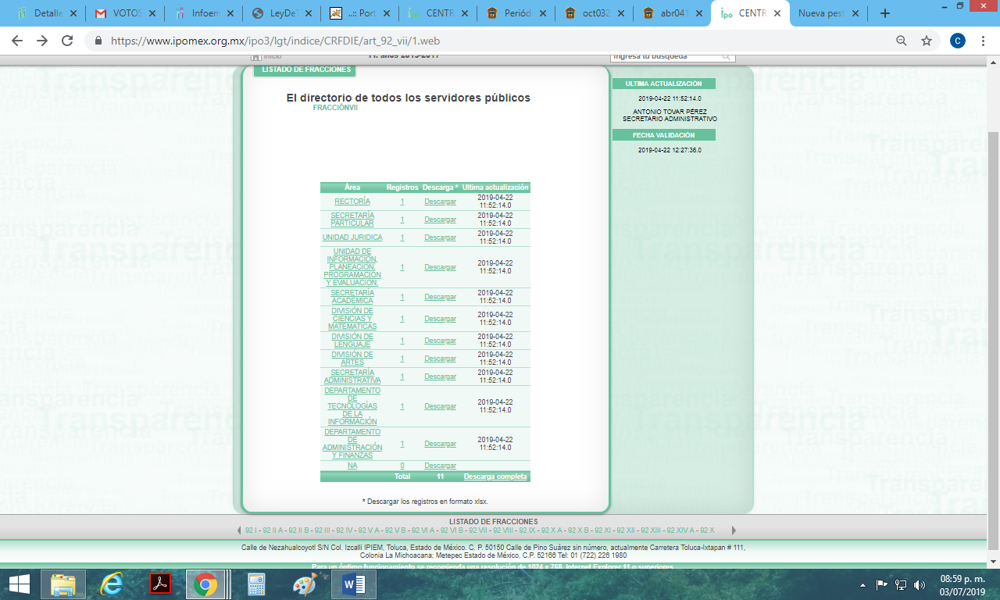 Detalle
VOTOS
Infoem
LeyDeT
..:: Port
CENTR
Periód
oct032
abr041
CENTR
Nueva pest
https://www.ipomex.org.mx/ipo3/lgt/indice/CRFDIE/art_92_vii/1.web
C
Inicio
Ingresa tu búsqueda
LISTADO DE FRACCIONES
El directorio de todos los servidores públicos
FRACCIÓNVII
ULTIMA ACTUALIZACIÓN
2019-04-22 11:52:14.0
ANTONIO TOVAR PÉREZ
SECRETARIO ADMINISTRATIVO
FECHA VALIDACIÓN
2019-04-22 12:27:36.0
Área Registros Descarga * Ultima actualización
RECTORÍA 1 Descargar 2019-04-22
11:52:14.0
SECRETARÍA
PARTICULAR 1 Descargar 2019-04-22
11:52:14.0
UNIDAD JURIDICA 1 Descargar 2019-04-22
11:52:14.0
UNIDAD DE
INFORMACIÓN,
PLANEACIÓN,
PROGRAMACIÓN
Y EVALUACIÓN. 1 Descargar 2019-04-22
11:52:14.0
SECRETARÍA
ACADÉMICA 1 Descargar 2019-04-22
11:52:14.0
DIVISIÓN DE
CIENCIAS Y
MATEMÁTICAS 1 Descargar 2019-04-22
11:52:14.0
DIVISIÓN DE
LENGUAJE 1 Descargar 2019-04-22
11:52:14.0
DIVISIÓN DE
ARTES 1 Descargar 2019-04-22
11:52:14.0
SECRETARÍA
ADMINISTRATIVA 1 Descargar 2019-04-22
11:52:14.0
DEPARTAMENTO
DE
TECNOLOGÍAS
DE LA
INFORMACIÓN 1 Descargar 2019-04-22
11:52:14.0
DEPARTAMENTO
DE
ADMINISTRACIÓN
Y FINANZAS 1 Descargar 2019-04-22
11:52:14.0
NA 0 Descargar
Total 11 Descarga completa
* Descargar los registros en formato xlsx.
LISTADO DE FRACCIONES
92 I - 92 II A - 92 II B - 92 III - 92 IV - 92 V A - 92 V B - 92 VI A - 92 VI B - 92 VII - 92 VIII - 92 IX - 92 X A - 92 X B - 92 XI - 92 XII - 92 XIII - 92 XIV A - 92 X
Calle de Nezahualcoyotl S/N Col. Izcalli IPIEM, Toluca, Estado de México. C. P. 50150 Calle de Pino Suárez sin número, actualmente Carretera Toluca-Ixtapan # 111,
Colonia La Michoacana; Metepec Estado de México, C.P. 52166 Tel: 01 (722) 226 1980
Para un óptimo funcionamiento se recomienda una resolución de 1024 x 768. Internet Explorer 11 o superiores
08:59 p. m.
03/07/2019